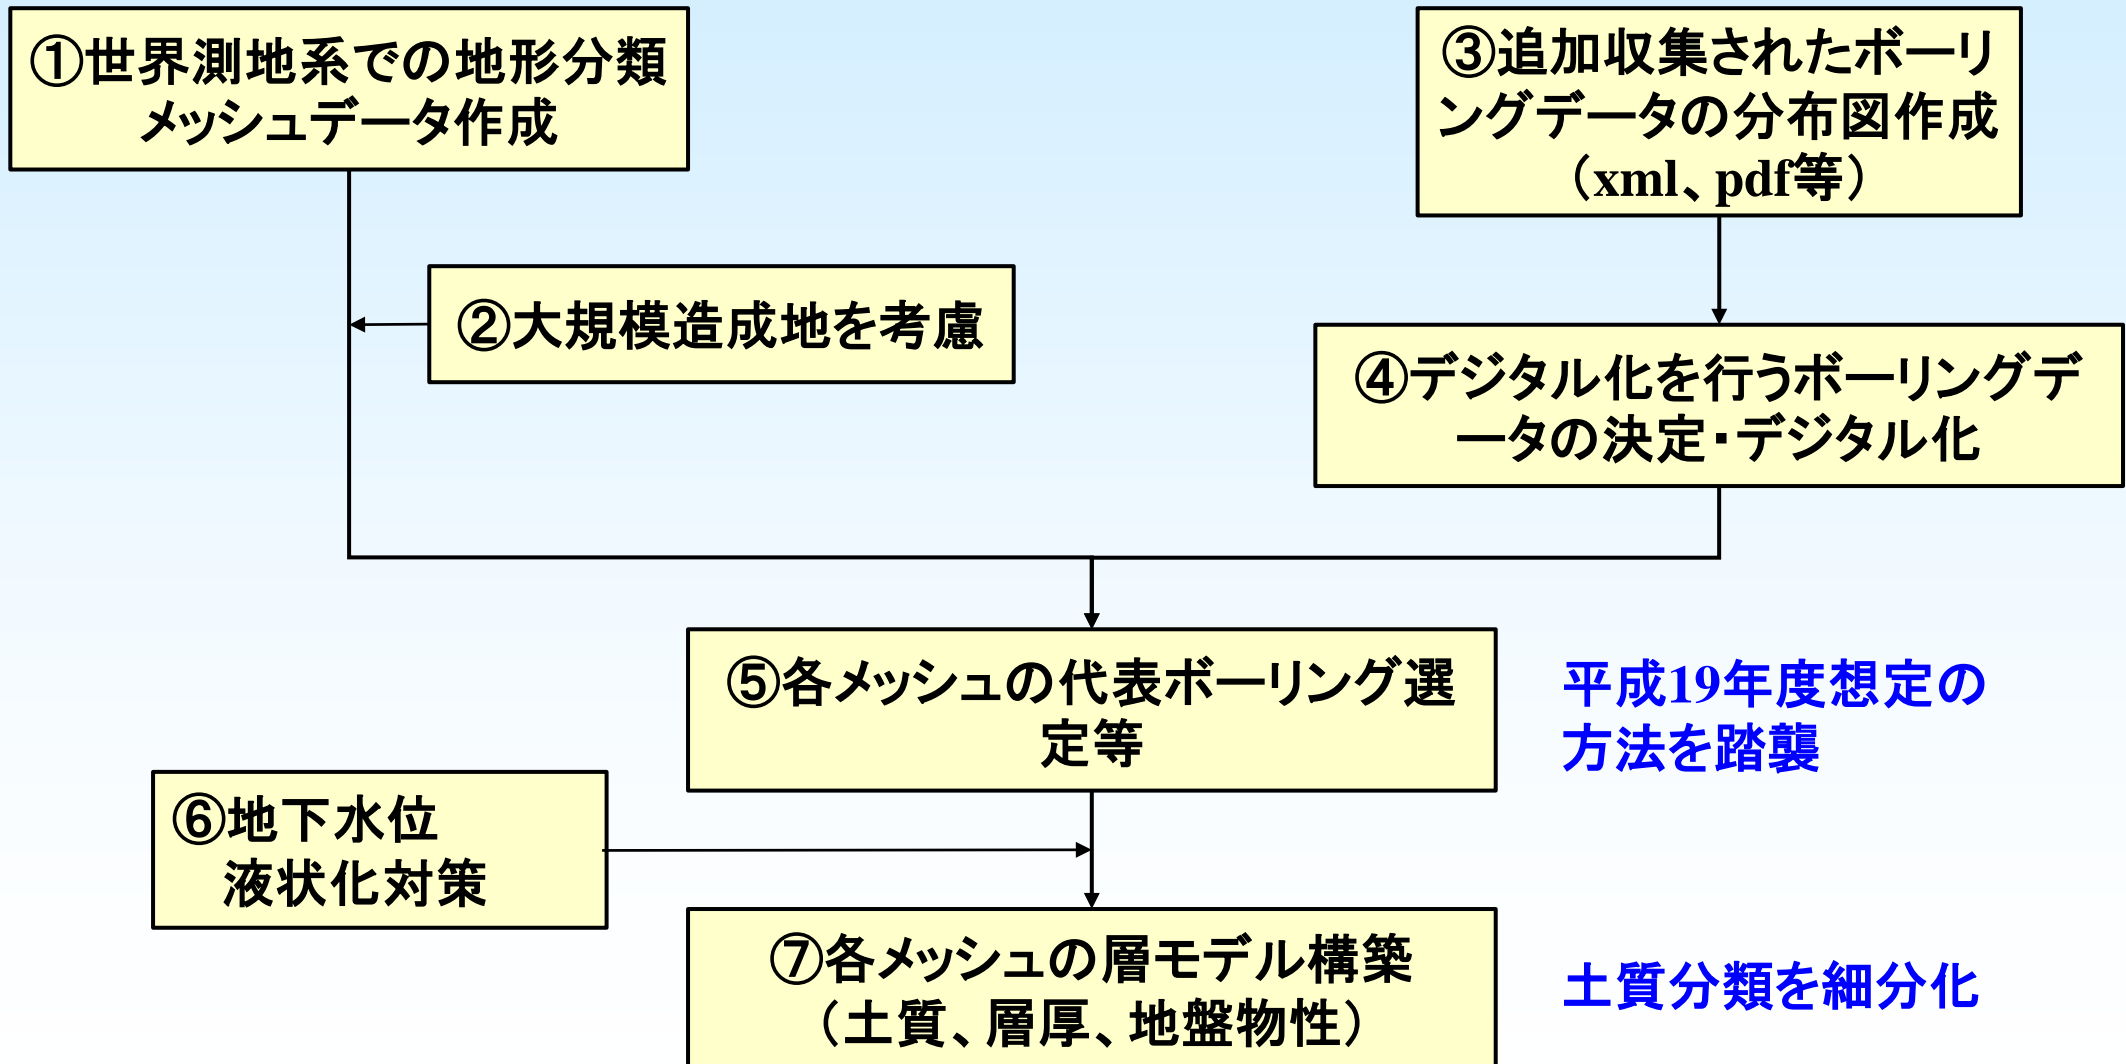 ①世界測地系での地形分類
メッシュデータ作成
③追加収集されたボーリ
ングデータの分布図作成
（xml、pdf等）
②大規模造成地を考慮
④デジタル化を行うボーリングデ
ータの決定・デジタル化
⑤各メッシュの代表ボーリング選
定等
平成19年度想定の
方法を踏襲
⑥地下水位
液状化対策
⑦各メッシュの層モデル構築
（土質、層厚、地盤物性）
土質分類を細分化